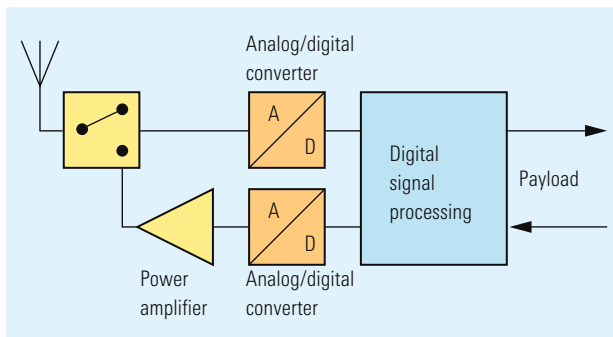 Analog/digital
converter
A
D
Digital
signal
processing
Payload
A
D
Power
amplifier
Analog/digital
converter